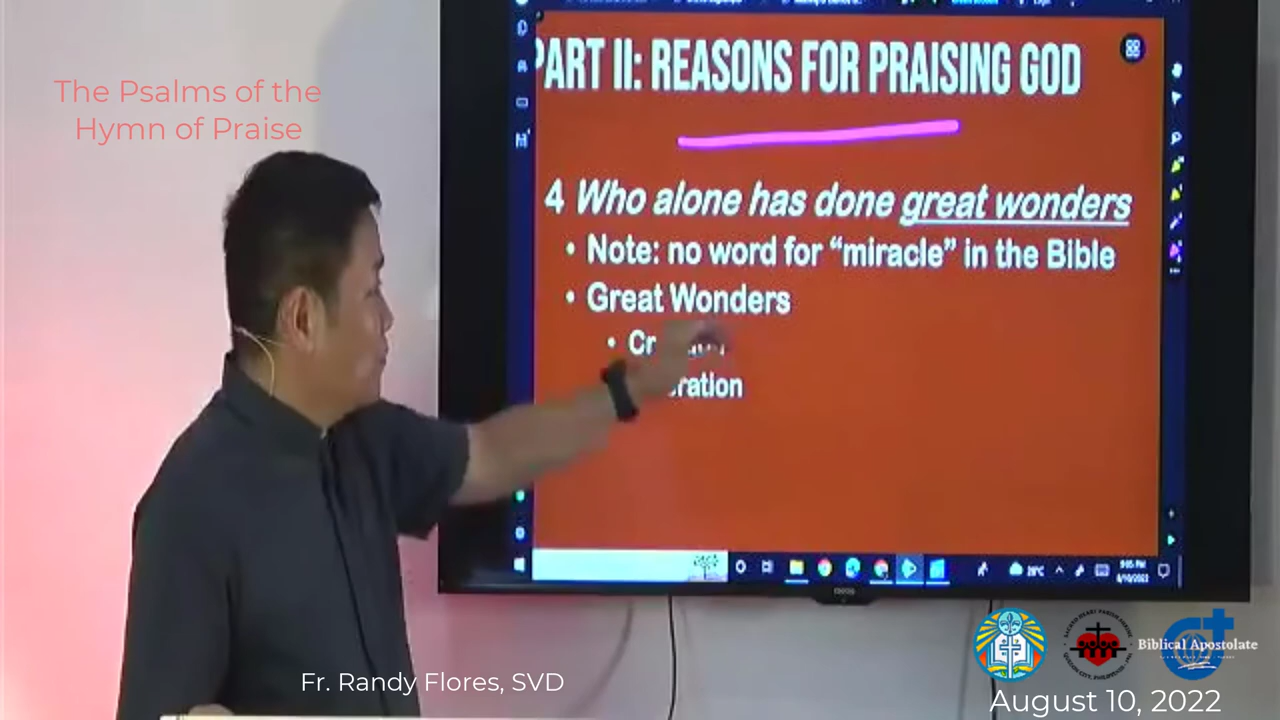 The Psalms of the
Hymn of Praise
PART II: REASONS FOR PRAISING GOD
4 Who alone has done great wonders
• Note: no word for “miracle” in the Bible
• Great Wonders
Fr. Randy Flores, SVD
Biblical Apostolate
August 10, 2022